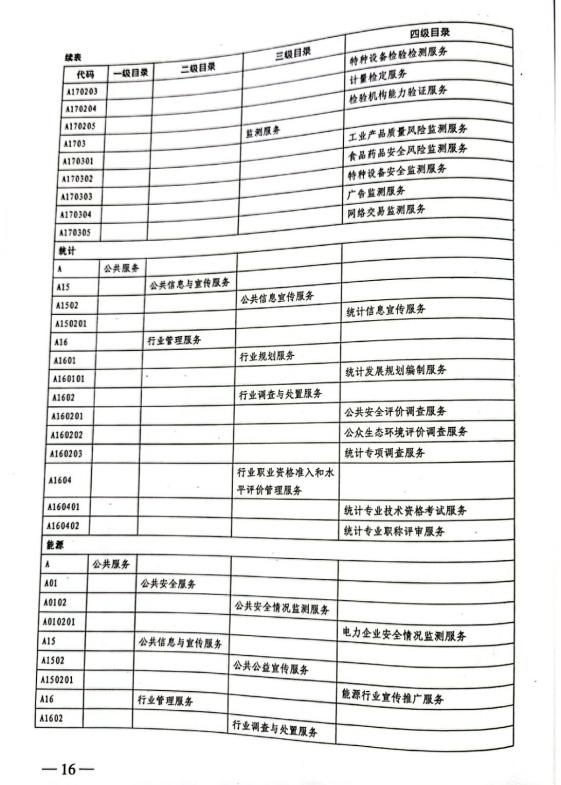 续表
代码 一级目录 二级目录 三级目录 四级目录
A170203 特种设备检验检测服务
A170204 计量检定服务
A170205 检验机构能力验证服务
A1703 监测服务
A170301 工业产品质量风险监测服务
A170302 食品药品安全风险监测服务
A170303 特种设备安全监测服务
A170304 广告监测服务
A170305 网络交易监测服务
统计
A 公共服务
A15 公共信息与宣传服务
A1502 公共信息宣传服务
A150201 统计信息宣传服务
A16 行业管理服务
A1601 行业规划服务
A160101 统计发展规划编制服务
A1602 行业调查与处置服务
A160201 公共安全评价调查服务
A160202 公众生态环境评价调查服务
A160203 统计专项调查服务
A1604 行业职业资格准入和水
平评价管理服务
A160401 统计专业技术资格考试服务
A160402 统计专业职称评审服务
能源
A 公共服务
A01 公共安全服务
A0102 公共安全情况监测服务
A010201 电力企业安全情况监测服务
A15 公共信息与宣传服务
A1502 公共公益宣传服务
A150201 能源行业宣传推广服务
A16 行业管理服务
A1602 行业调查与处置服务
—16—